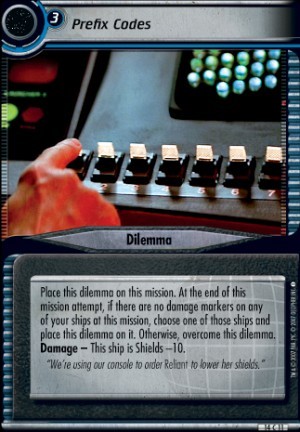 3
Prefix Codes
Dilemma
Place this dilemma on this mission. At the end of this
mission attempt, if there are no damage markers on any
of your ships at this mission, choose one of those ships and
place this dilemma on it. Otherwise, overcome this dilemma.
Damage – This ship is Shields –10.
"We're using our console to order Reliant to lower her shields."
14 C 11